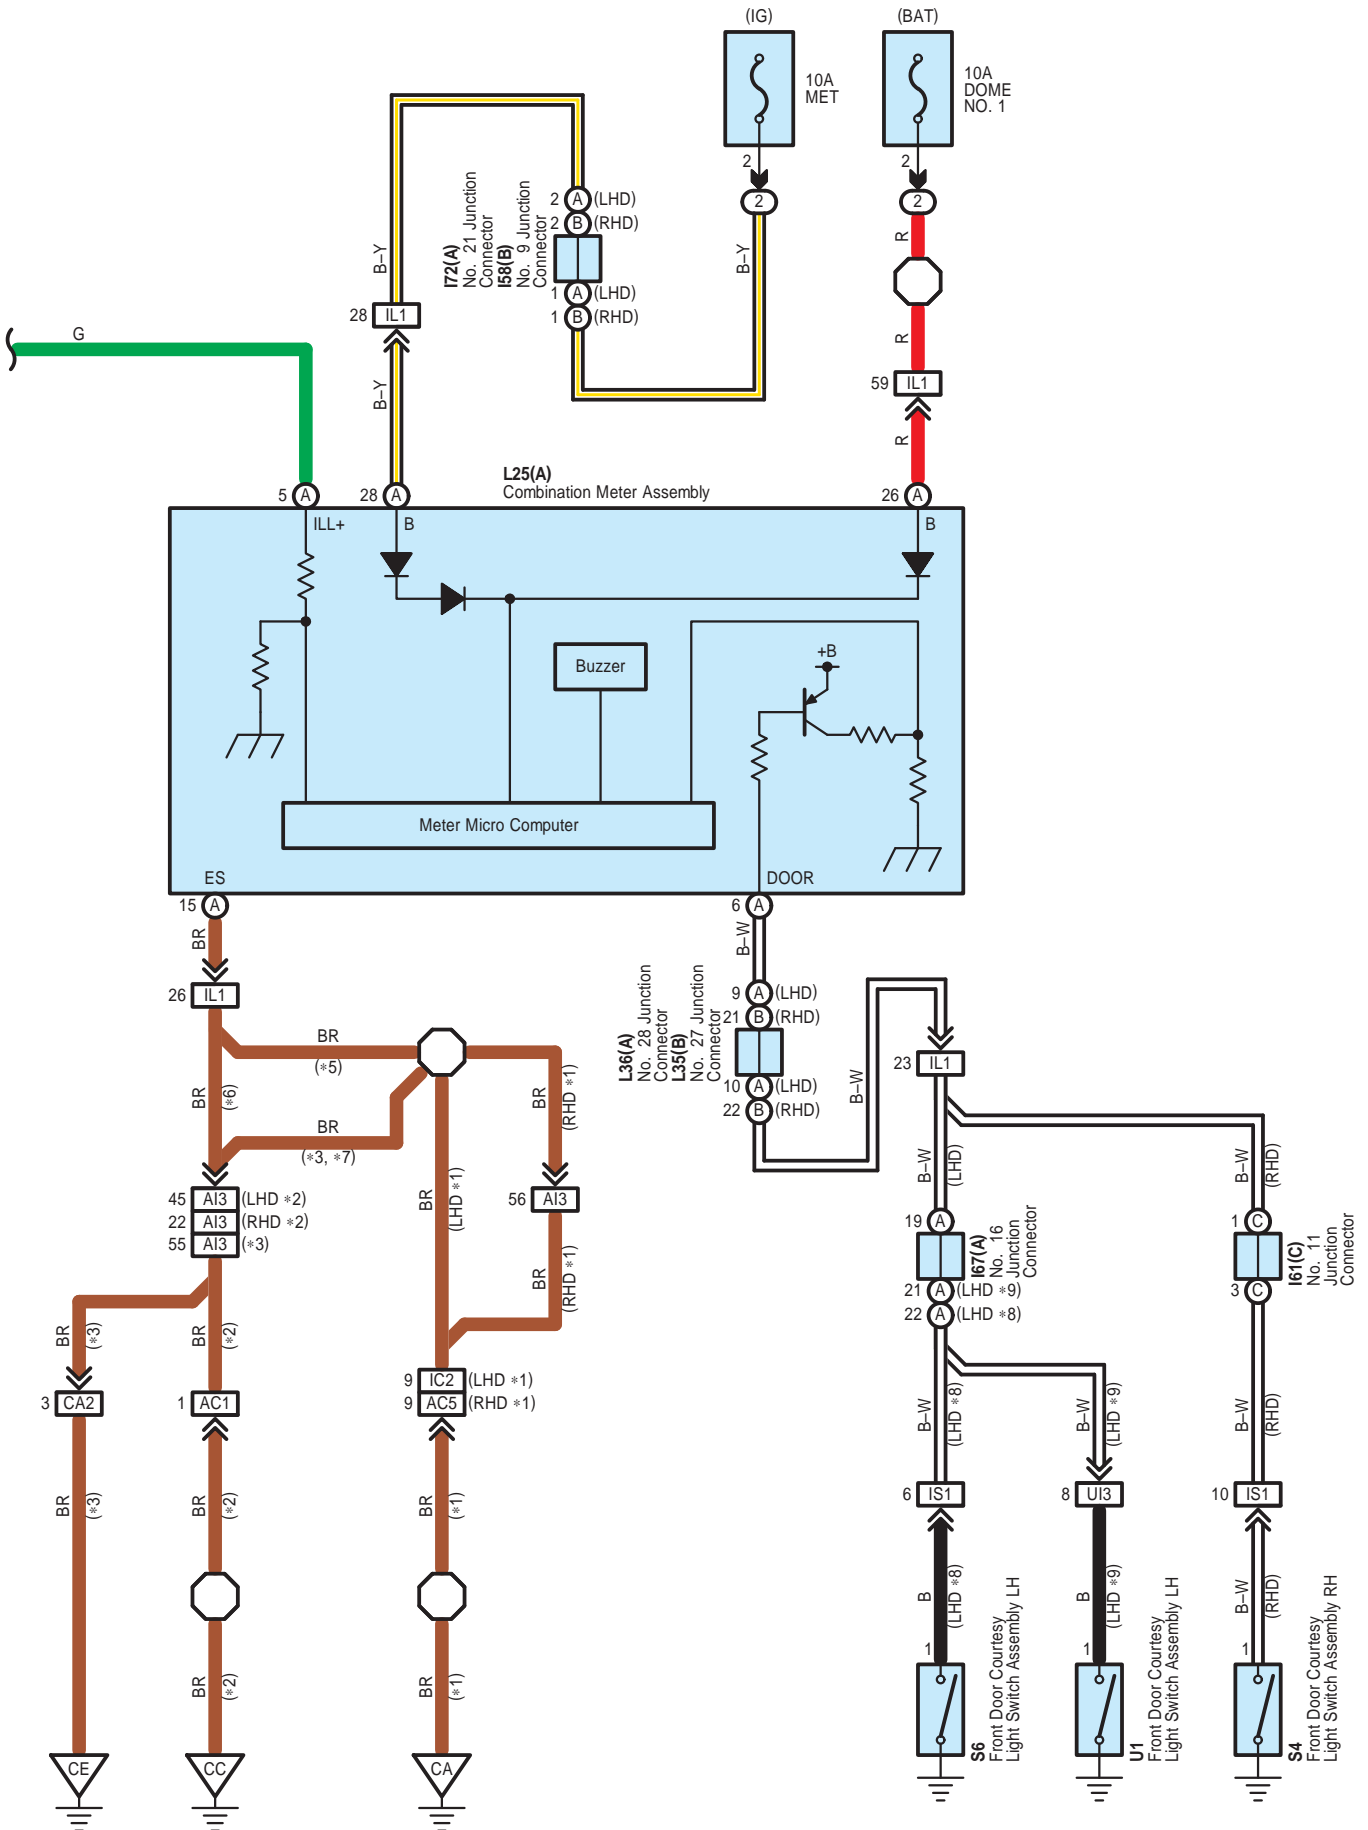 (IG)
(BAT)
10A
MET
10A
DOME
NO. 1
2
2
2
2
2 A (LHD)
2 B (RHD)
I72(A)
No. 21 Junction
Connector
I58(B)
No. 9 Junction
Connector
1 A (LHD)
1 B (RHD)
B–Y
B–Y
R
R
28 IL1
G
B–Y
59 IL1
R
L25(A)
Combination Meter Assembly
5 A
28 A
26 A
ILL+
B
B
Buzzer
+B
Meter Micro Computer
ES
DOOR
15 A
6 A
BR
B–W
26 IL1
9 A (LHD)
21 B (RHD)
L36(A)
No. 28 Junction
Connector
L35(B)
No. 27 Junction
Connector
10 A (LHD)
22 B (RHD)
B–W
23 IL1
BR
(*5)
BR
(*6)
BR
(*3, *7)
BR
(LHD *1)
BR
(RHD *1)
B–W
(LHD)
B–W
(RHD)
45 AI3 (LHD *2)
22 AI3 (RHD *2)
55 AI3 (*3)
56 AI3
19 A
I67(A)
No. 16
Junction
Connector
21 A (LHD *9)
22 A (LHD *8)
1 C
I61(C)
No. 11
Junction
Connector
3 C
BR
(RHD *1)
BR
(*3)
BR
(*2)
9 IC2 (LHD *1)
9 AC5 (RHD *1)
3 CA2
1 AC1
B–W
(LHD *8)
B–W
(LHD *9)
B–W
(RHD)
BR
(*3)
BR
(*2)
BR
(*1)
6 IS1
8 UI3
10 IS1
B
(LHD *8)
B
(LHD *9)
B–W
(RHD)
BR
(*2)
BR
(*1)
1
1
1
S6
Front Door Courtesy
Light Switch Assembly LH
U1
Front Door Courtesy
Light Switch Assembly LH
S4
Front Door Courtesy
Light Switch Assembly RH
CE
CC
CA